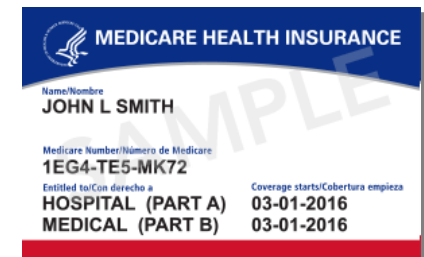 MEDICARE HEALTH INSURANCE
Name/Nombre
JOHN L SMITH
Medicare Number/Número de Medicare
1EG4-TE5-MK72
Entitled to/Con derecho a Coverage starts/Cobertura empieza
HOSPITAL (PART A) 03-01-2016
MEDICAL (PART B) 03-01-2016
SAMPLE